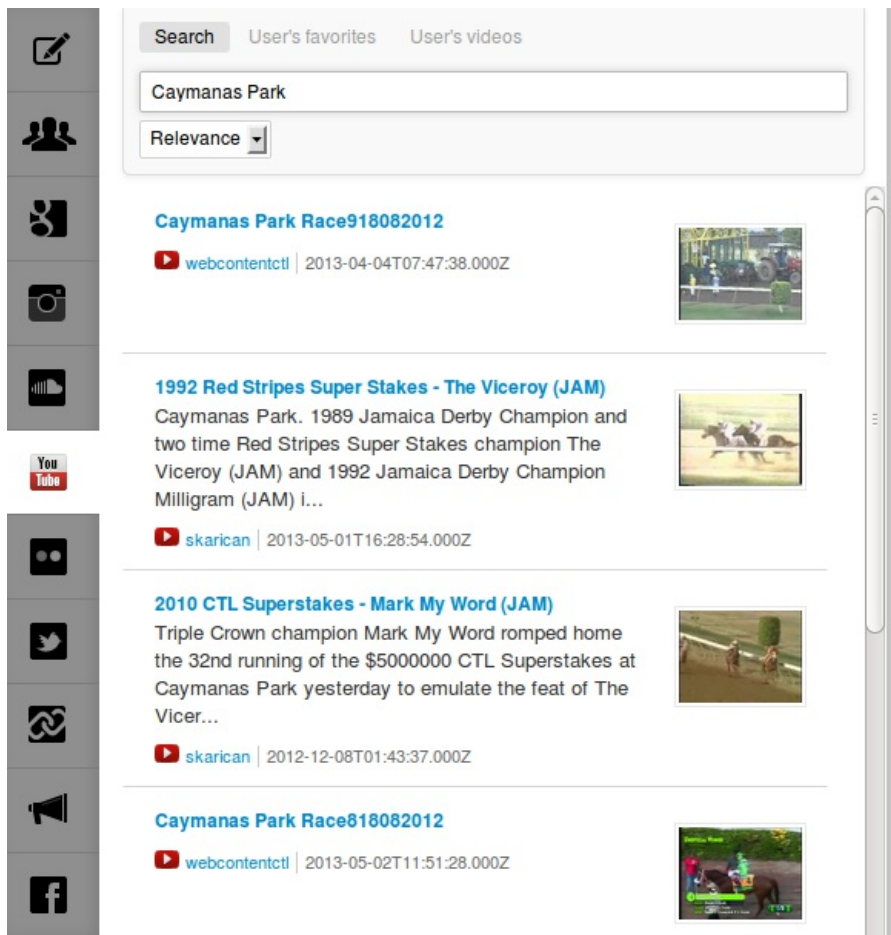 Search User's favorites User's videos
Caymanas Park
Relevance
Caymanas Park Race918082012
webcontentctl 2013-04-04T07:47:38.000Z
1992 Red Stripes Super Stakes - The Viceroy (JAM)
Caymanas Park. 1989 Jamaica Derby Champion and
two time Red Stripes Super Stakes champion The
Viceroy (JAM) and 1992 Jamaica Derby Champion
Milligram (JAM) i...
skarican 2013-05-01T16:28:54.000Z
You
Tube
2010 CTL Superstakes - Mark My Word (JAM)
Triple Crown champion Mark My Word romped home
the 32nd running of the $5000000 CTL Superstakes at
Caymanas Park yesterday to emulate the feat of The
Vicer...
skarican 2012-12-08T01:43:37.000Z
Caymanas Park Race818082012
webcontentctl 2013-05-02T11:51:28.000Z